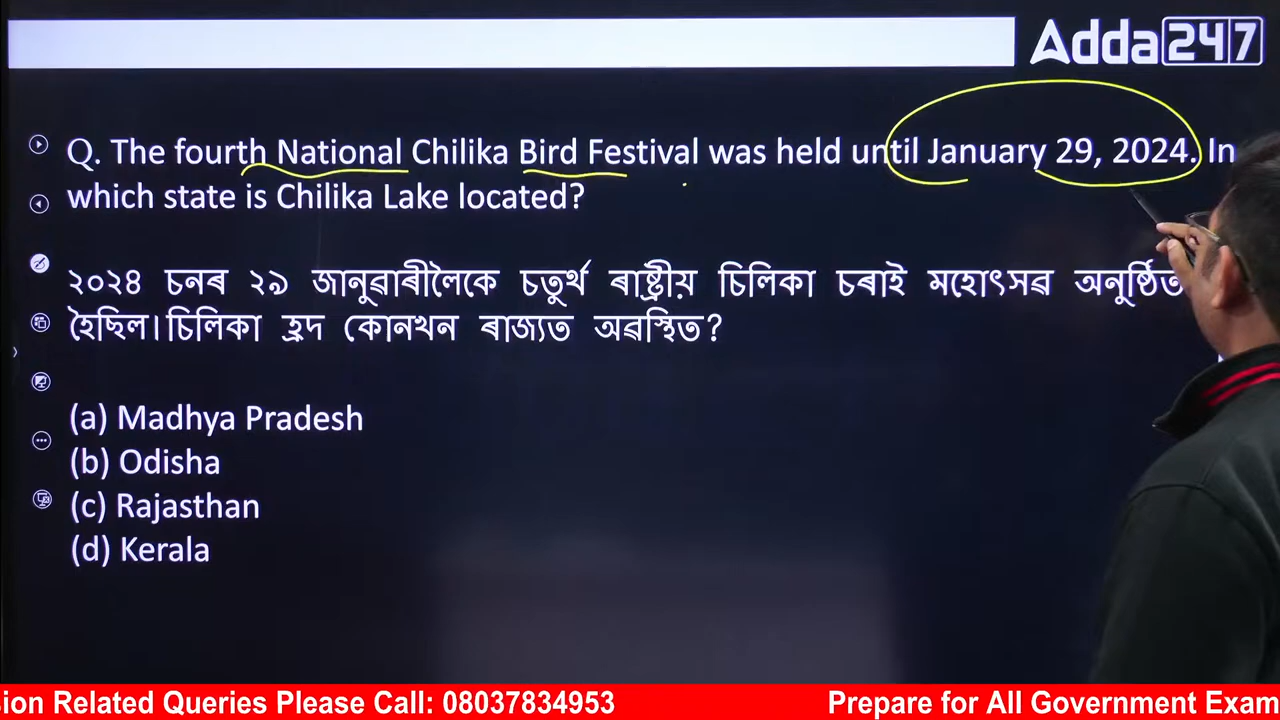 Adda247
Q. The fourth National Chilika Bird Festival was held until January 29, 2024. In
which state is Chilika Lake located?
২০২৪ চনৰ ২৯ জানুৱাৰীলৈকে চতুৰ্থ ৰাষ্ট্ৰীয় চিলিকা চৰাই মহোৎসৱ অনুষ্ঠিত
হৈছিল। চিলিকা হ্ৰদ কোনখন ৰাজ্যত অৱস্থিত?
(a) Madhya Pradesh
(b) Odisha
(c) Rajasthan
(d) Kerala
sion Related Queries Please Call: 08037834953 Prepare for All Government Exam